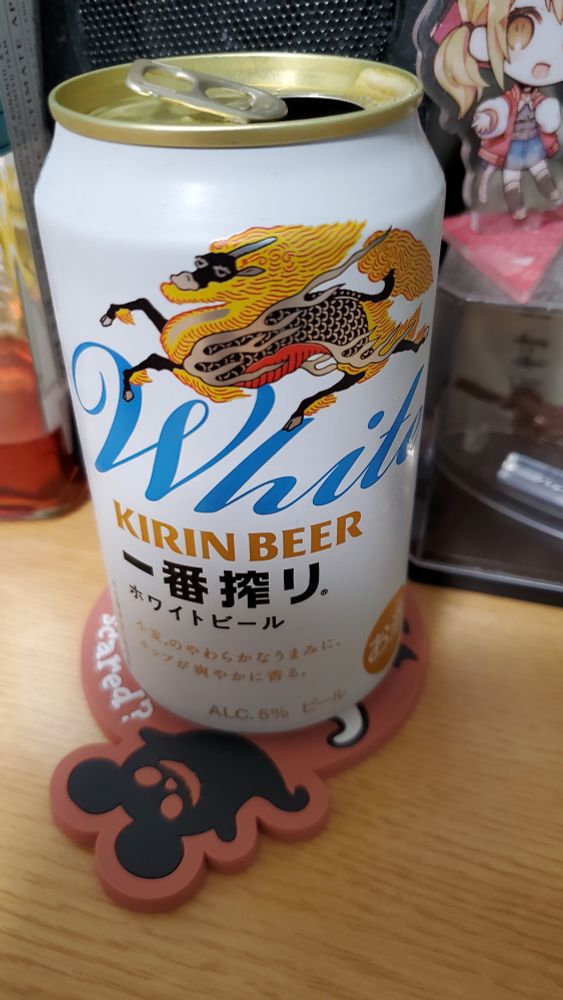 White
KIRIN BEER
一番搾り®
ホワイトビール
小麦のやわらかなうまみに、
ホップが爽やかに香る。
ALC.5% ビール
お
scared?